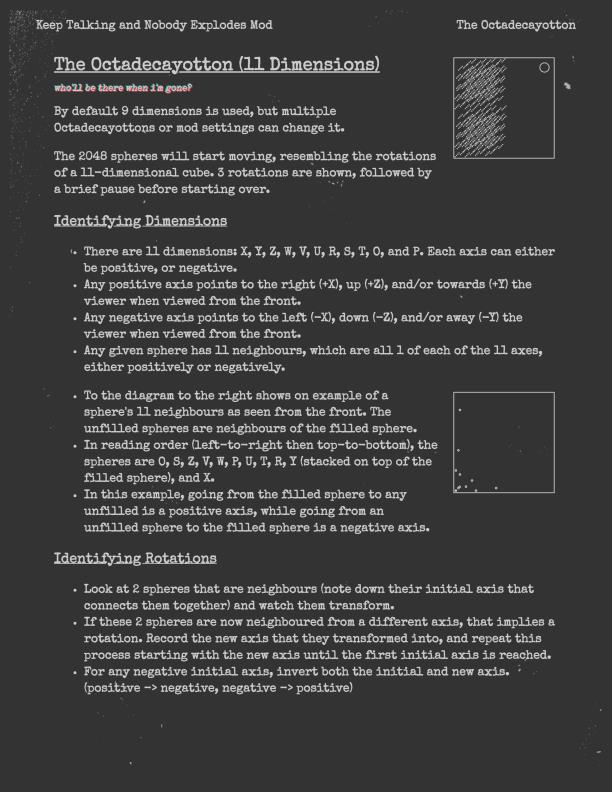 Keep Talking and Nobody Explodes Mod
The Octadecayotton
The Octadecayotton (11 Dimensions)
who'll be there when i'm gone?
By default 9 dimensions is used, but multiple
Octadecayottons or mod settings can change it.
The 2048 spheres will start moving, resembling the rotations
of a 11-dimensional cube. 3 rotations are shown, followed by
a brief pause before starting over.
Identifying Dimensions
• There are 11 dimensions: X, Y, Z, W, V, U, R, S, T, O, and P. Each axis can either
be positive, or negative.
• Any positive axis points to the right (+X), up (+Z), and/or towards (+Y) the
viewer when viewed from the front.
• Any negative axis points to the left (-X), down (-Z), and/or away (-Y) the
viewer when viewed from the front.
• Any given sphere has 11 neighbours, which are all 1 of each of the 11 axes,
either positively or negatively.
• To the diagram to the right shows on example of a
sphere's 11 neighbours as seen from the front. The
unfilled spheres are neighbours of the filled sphere.
• In reading order (left-to-right then top-to-bottom), the
spheres are O, S, Z, V, W, P, U, T, R, Y (stacked on top of the
filled sphere), and X.
• In this example, going from the filled sphere to any
unfilled is a positive axis, while going from an
unfilled sphere to the filled sphere is a negative axis.
Identifying Rotations
• Look at 2 spheres that are neighbours (note down their initial axis that
connects them together) and watch them transform.
• If these 2 spheres are now neighboured from a different axis, that implies a
rotation. Record the new axis that they transformed into, and repeat this
process starting with the new axis until the first initial axis is reached.
• For any negative initial axis, invert both the initial and new axis.
(positive -> negative, negative -> positive)